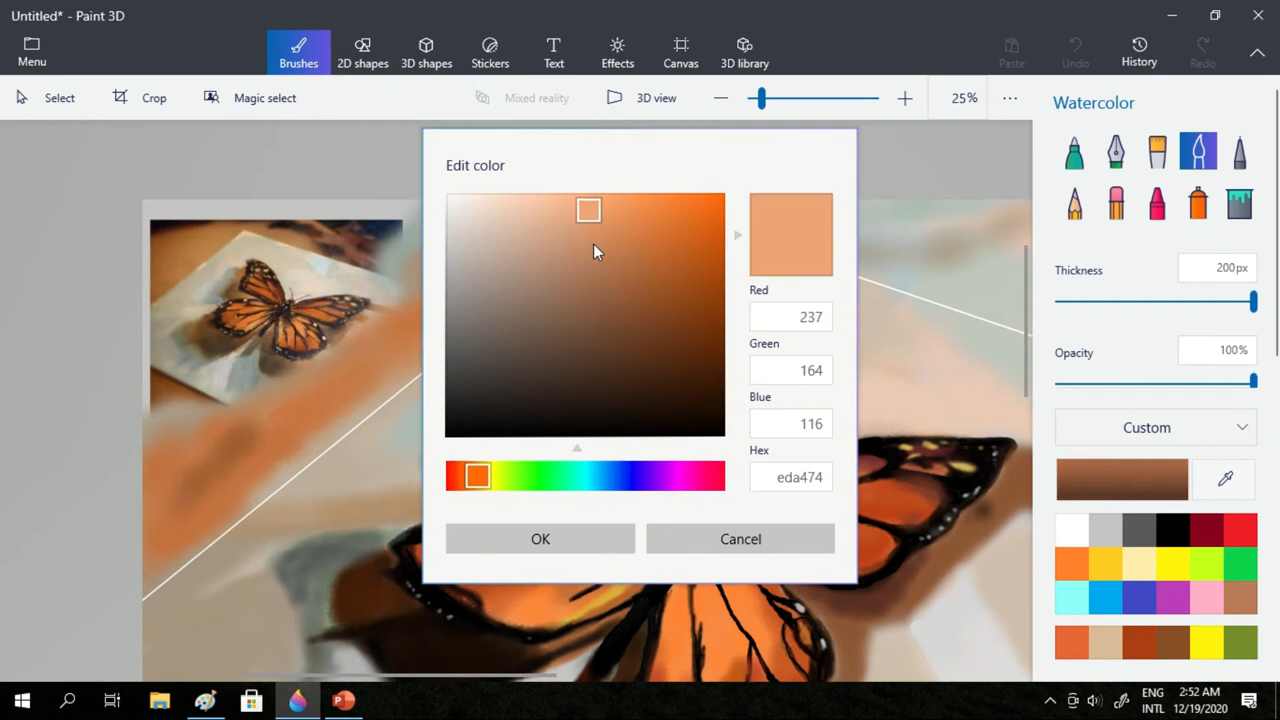 Untitled* - Paint 3D
Menu
Brushes
2D shapes
3D shapes
Stickers
Text
Effects
Canvas
3D library
Paste
Undo
History
Redo
Select
Crop
Magic select
Mixed reality
3D view
25%
Watercolor
Thickness
200px
Opacity
100%
Custom
Edit color
Red
237
Green
164
Blue
116
Hex
eda474
OK
Cancel
ENG
INTL
2:52 AM
12/19/2020